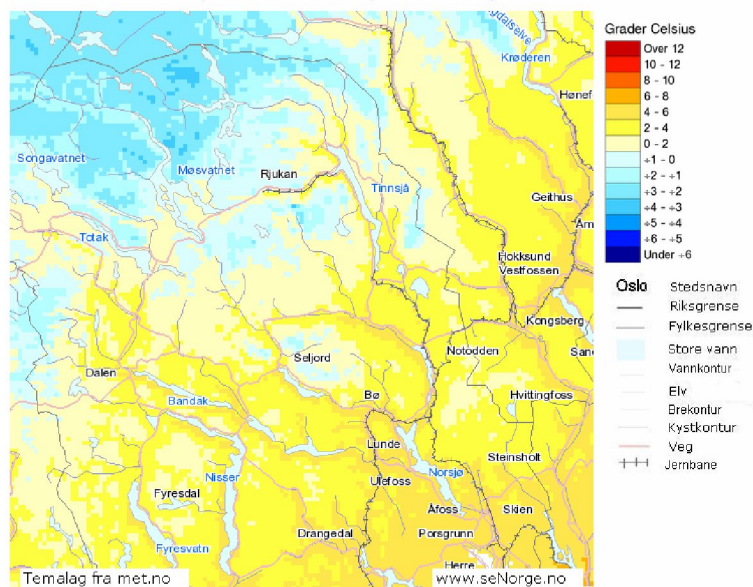 gdalselve
Krøderen
Hønef
Songavatnet
Møsvatnet
Rjukan
Tinnsjå
Geithus
Am
Totak
Hokksund
Vestfossen
Kongsberg
Notodden
Sand
Seljord
Dalen
Bandak
Bø
Hvittingfoss
Lunde
Steinsholt
Nisser
Norsjø
Ulefoss
Fyresdal
Åfoss
Skien
Drangedal
Porsgrunn
Fyresvatn
Herre
Temalag fra met.no
www.seNorge.no
Grader Celsius
Over 12
10 - 12
8 - 10
6 - 8
4 - 6
2 - 4
0 - 2
÷1 - 0
÷2 - ÷1
÷3 - ÷2
÷4 - ÷3
÷5 - ÷4
÷6 - ÷5
Under ÷6
Oslo Stedsnavn
Riksgrense
Fylkesgrense
Store vann
Vannkontur
Elv
Brekontur
Kystkontur
Veg
Jernbane